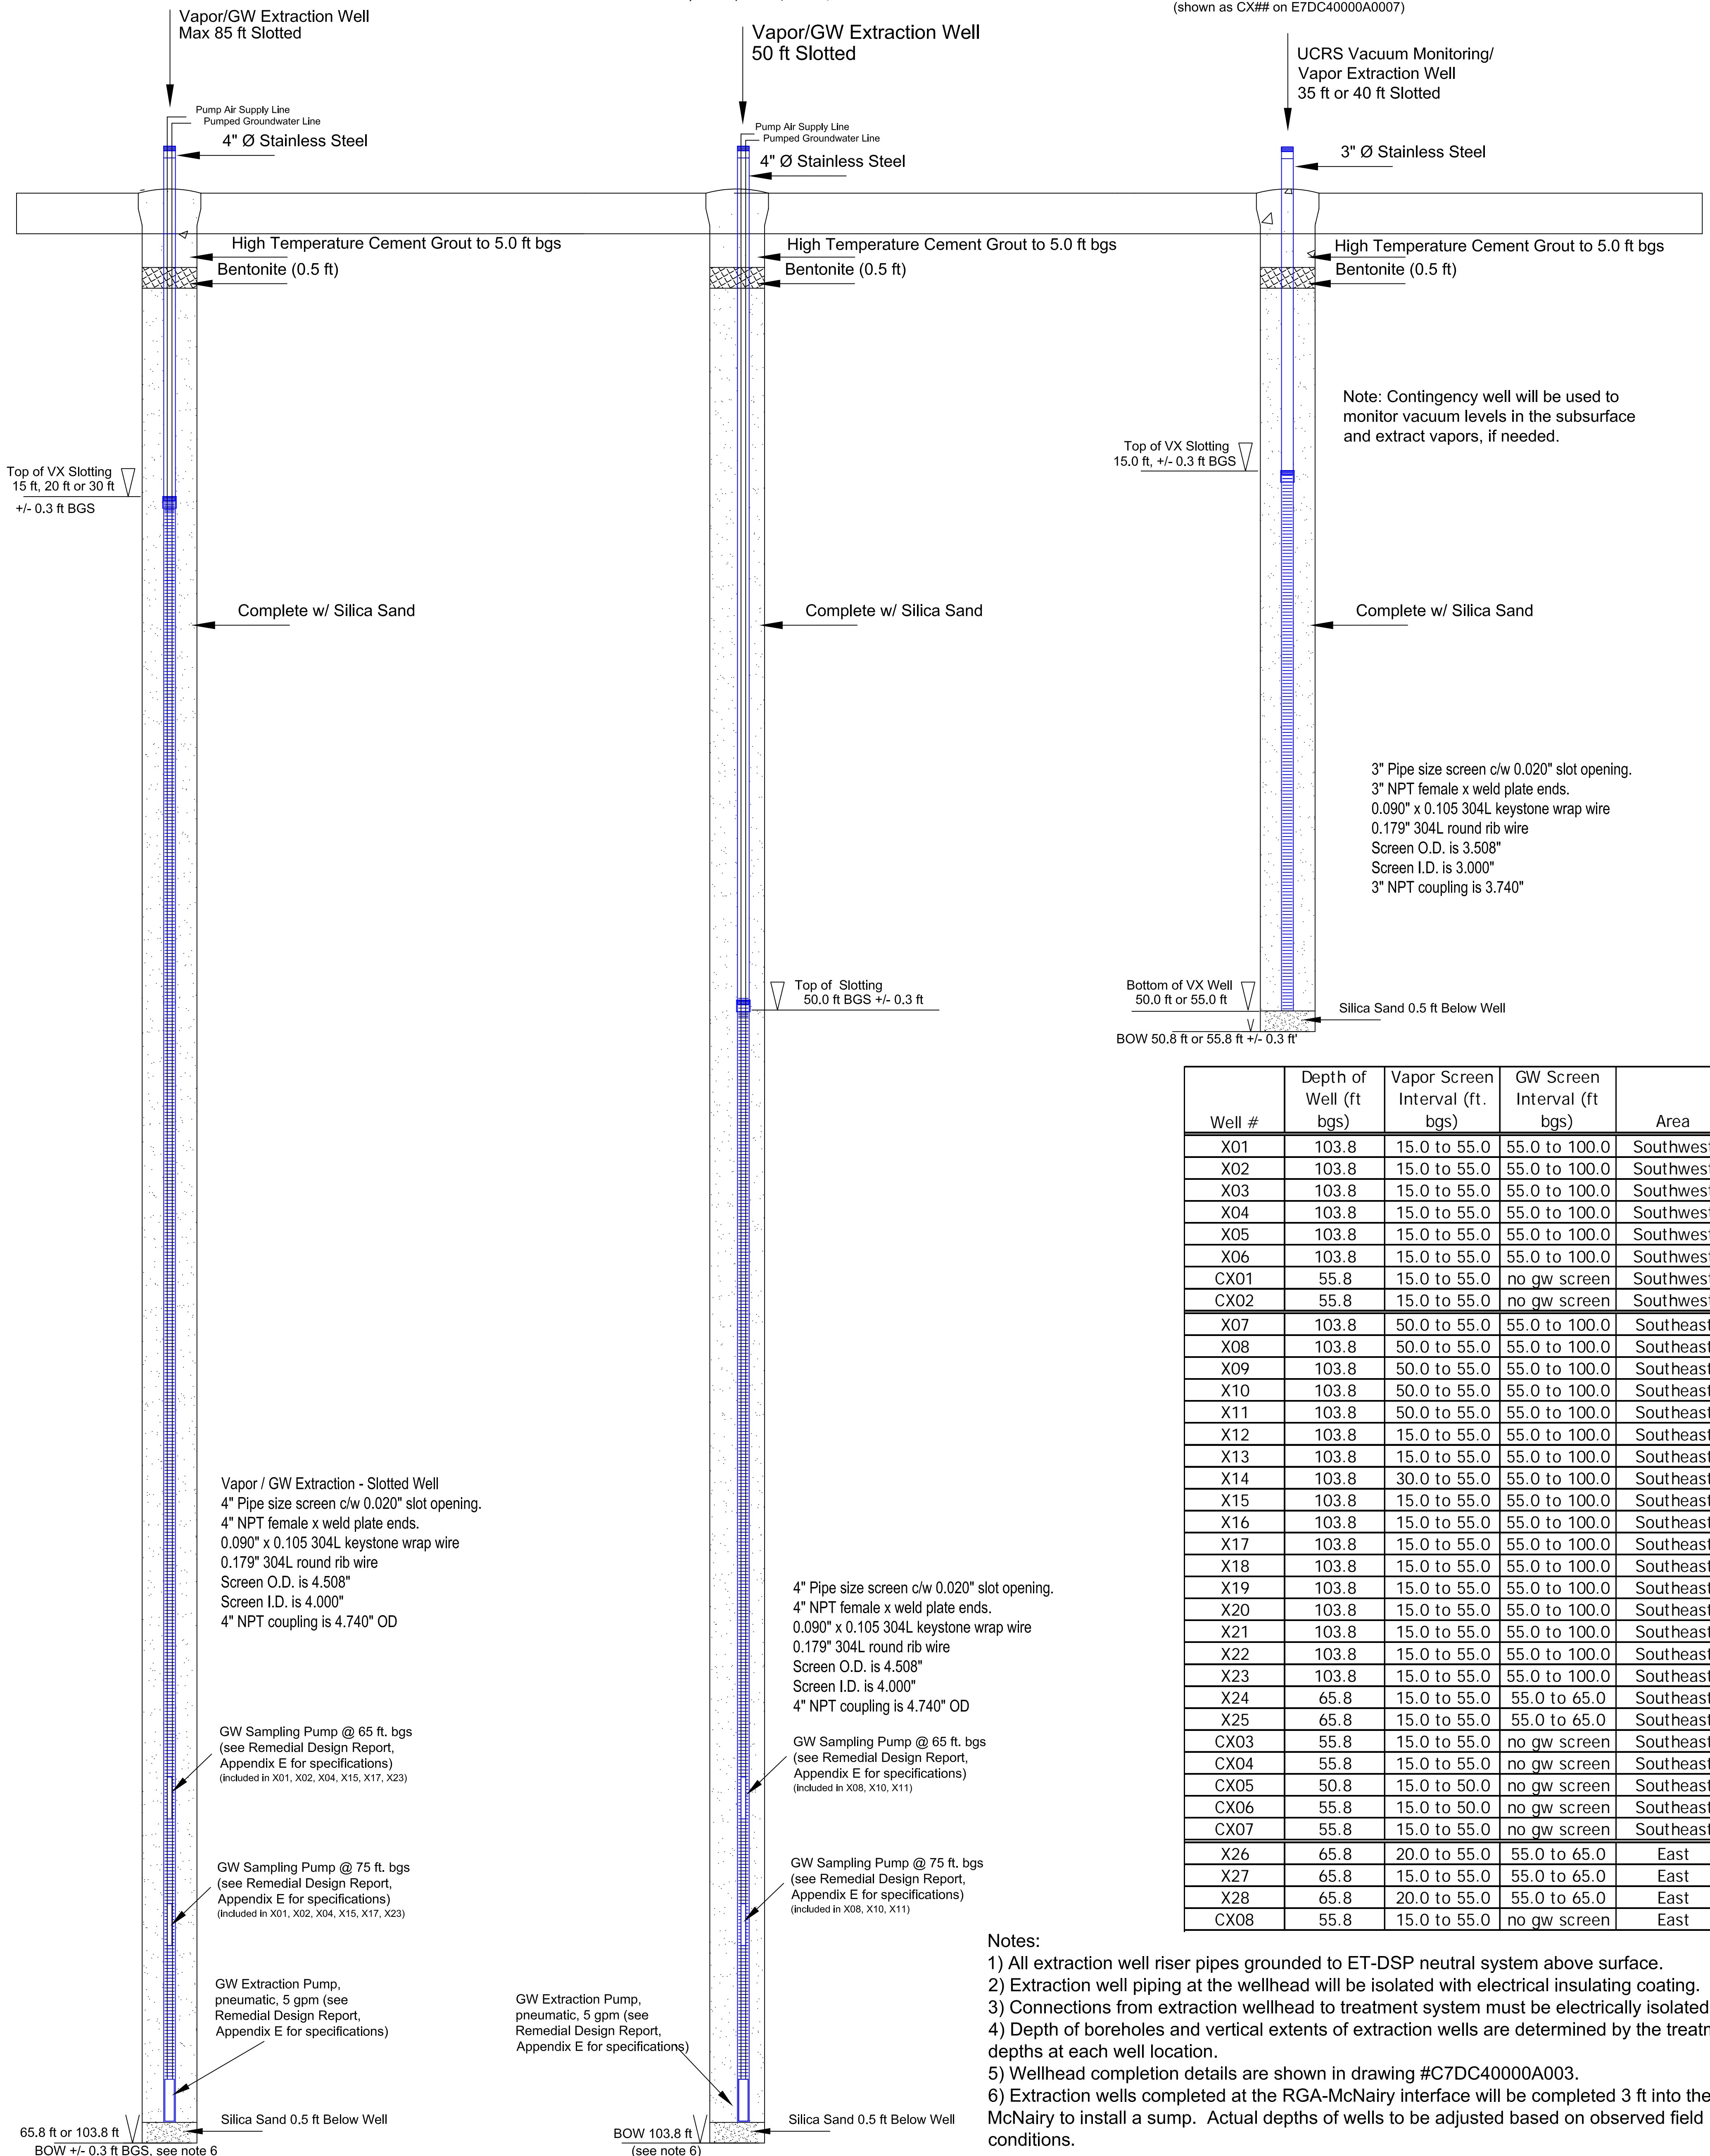 Vapor/GW Extraction Well
Max 85 ft Slotted
Pump Air Supply Line
Pumped Groundwater Line
4" Ø Stainless Steel
High Temperature Cement Grout to 5.0 ft bgs
Bentonite (0.5 ft)
Top of VX Slotting
15 ft, 20 ft or 30 ft
+/- 0.3 ft BGS
Complete w/ Silica Sand
Vapor / GW Extraction - Slotted Well
4" Pipe size screen c/w 0.020" slot opening.
4" NPT female x weld plate ends.
0.090" x 0.105 304L keystone wrap wire
0.179" 304L round rib wire
Screen O.D. is 4.508"
Screen I.D. is 4.000"
4" NPT coupling is 4.740" OD
GW Sampling Pump @ 65 ft. bgs
(see Remedial Design Report,
Appendix E for specifications)
(included in X01, X02, X04, X15, X17, X23)
GW Sampling Pump @ 75 ft. bgs
(see Remedial Design Report,
Appendix E for specifications)
(included in X01, X02, X04, X15, X17, X23)
GW Extraction Pump,
pneumatic, 5 gpm (see
Remedial Design Report,
Appendix E for specifications)
Silica Sand 0.5 ft Below Well
65.8 ft or 103.8 ft
BOW +/- 0.3 ft BGS, see note 6
Vapor/GW Extraction Well
50 ft Slotted
Pump Air Supply Line
Pumped Groundwater Line
4" Ø Stainless Steel
High Temperature Cement Grout to 5.0 ft bgs
Bentonite (0.5 ft)
Complete w/ Silica Sand
Top of Slotting
50.0 ft BGS +/- 0.3 ft
4" Pipe size screen c/w 0.020" slot opening.
4" NPT female x weld plate ends.
0.090" x 0.105 304L keystone wrap wire
0.179" 304L round rib wire
Screen O.D. is 4.508"
Screen I.D. is 4.000"
4" NPT coupling is 4.740" OD
GW Sampling Pump @ 65 ft. bgs
(see Remedial Design Report,
Appendix E for specifications)
(included in X08, X10, X11)
GW Sampling Pump @ 75 ft. bgs
(see Remedial Design Report,
Appendix E for specifications)
(included in X08, X10, X11)
GW Extraction Pump,
pneumatic, 5 gpm (see
Remedial Design Report,
Appendix E for specifications)
Silica Sand 0.5 ft Below Well
BOW 103.8 ft
(see note 6)
(shown as CX## on E7DC40000A0007)
UCRS Vacuum Monitoring/
Vapor Extraction Well
35 ft or 40 ft Slotted
3" Ø Stainless Steel
High Temperature Cement Grout to 5.0 ft bgs
Bentonite (0.5 ft)
Note: Contingency well will be used to
monitor vacuum levels in the subsurface
and extract vapors, if needed.
Top of VX Slotting
15.0 ft, +/- 0.3 ft BGS
Complete w/ Silica Sand
3" Pipe size screen c/w 0.020" slot opening.
3" NPT female x weld plate ends.
0.090" x 0.105 304L keystone wrap wire
0.179" 304L round rib wire
Screen O.D. is 3.508"
Screen I.D. is 3.000"
3" NPT coupling is 3.740"
Bottom of VX Well
50.0 ft or 55.0 ft
Silica Sand 0.5 ft Below Well
BOW 50.8 ft or 55.8 ft +/- 0.3 ft'
Well # Depth of Well (ft bgs) Vapor Screen Interval (ft. bgs) GW Screen Interval (ft bgs) Area
X01 103.8 15.0 to 55.0 55.0 to 100.0 Southwest
X02 103.8 15.0 to 55.0 55.0 to 100.0 Southwest
X03 103.8 15.0 to 55.0 55.0 to 100.0 Southwest
X04 103.8 15.0 to 55.0 55.0 to 100.0 Southwest
X05 103.8 15.0 to 55.0 55.0 to 100.0 Southwest
X06 103.8 15.0 to 55.0 55.0 to 100.0 Southwest
CX01 55.8 15.0 to 55.0 no gw screen Southwest
CX02 55.8 15.0 to 55.0 no gw screen Southwest
X07 103.8 50.0 to 55.0 55.0 to 100.0 Southeast
X08 103.8 50.0 to 55.0 55.0 to 100.0 Southeast
X09 103.8 50.0 to 55.0 55.0 to 100.0 Southeast
X10 103.8 50.0 to 55.0 55.0 to 100.0 Southeast
X11 103.8 50.0 to 55.0 55.0 to 100.0 Southeast
X12 103.8 15.0 to 55.0 55.0 to 100.0 Southeast
X13 103.8 15.0 to 55.0 55.0 to 100.0 Southeast
X14 103.8 30.0 to 55.0 55.0 to 100.0 Southeast
X15 103.8 15.0 to 55.0 55.0 to 100.0 Southeast
X16 103.8 15.0 to 55.0 55.0 to 100.0 Southeast
X17 103.8 15.0 to 55.0 55.0 to 100.0 Southeast
X18 103.8 15.0 to 55.0 55.0 to 100.0 Southeast
X19 103.8 15.0 to 55.0 55.0 to 100.0 Southeast
X20 103.8 15.0 to 55.0 55.0 to 100.0 Southeast
X21 103.8 15.0 to 55.0 55.0 to 100.0 Southeast
X22 103.8 15.0 to 55.0 55.0 to 100.0 Southeast
X23 103.8 15.0 to 55.0 55.0 to 100.0 Southeast
X24 65.8 15.0 to 55.0 55.0 to 65.0 Southeast
X25 65.8 15.0 to 55.0 55.0 to 65.0 Southeast
CX03 55.8 15.0 to 55.0 no gw screen Southeast
CX04 55.8 15.0 to 55.0 no gw screen Southeast
CX05 50.8 15.0 to 50.0 no gw screen Southeast
CX06 55.8 15.0 to 50.0 no gw screen Southeast
CX07 55.8 15.0 to 55.0 no gw screen Southeast
X26 65.8 20.0 to 55.0 55.0 to 65.0 East
X27 65.8 15.0 to 55.0 55.0 to 65.0 East
X28 65.8 20.0 to 55.0 55.0 to 65.0 East
CX08 55.8 15.0 to 55.0 no gw screen East
Notes:
1) All extraction well riser pipes grounded to ET-DSP neutral system above surface.
2) Extraction well piping at the wellhead will be isolated with electrical insulating coating.
3) Connections from extraction wellhead to treatment system must be electrically isolated
4) Depth of boreholes and vertical extents of extraction wells are determined by the
depths at each well location.
5) Wellhead completion details are shown in drawing #C7DC40000A003.
6) Extraction wells completed at the RGA-McNairy interface will be completed 3 ft into the
McNairy to install a sump. Actual depths of wells to be adjusted based on observed field
conditions.